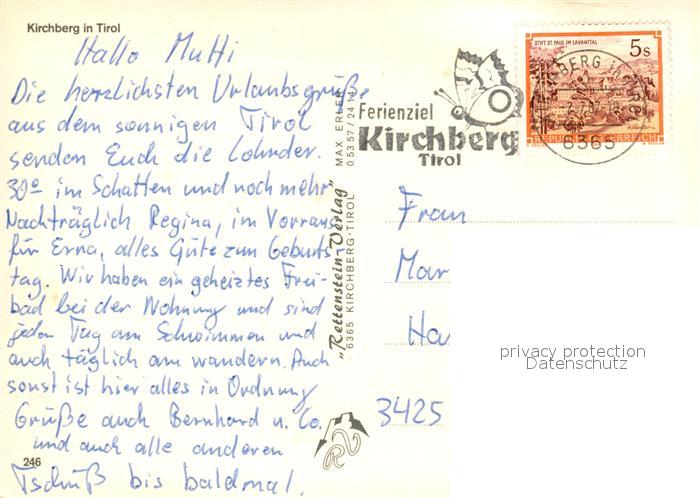 Kirchberg in Tirol
Hallo Mutti
Die herzlichsten Urlaubsgrüße
aus dem sonnigen Tirol
senden Euch die Lohnder.
30° im Schatten und noch mehr
Nachträglich Regina, im Vorraus
für Erna, alles Gute zum Geburts-
tag. Wir haben ein geheiztes Frei-
bad bei der Wohnung und sind
jeden Tag am Schwimmen und
auch täglich am wandern. Auch
sonst ist hier alles in Ordnung
Grüße auch Bernhard u. Co.
und auch alle anderen
Tschüß bis baldmal.
246
MAX ERLER
0 53 57 / 24 1
"Rettenstein-Verlag"
6365 KIRCHBERG-TIROL
RV
Ferienziel
Kirchberg
Tirol
STIFT ST. PAUL IM LAVANTTAL
5s
REPUBLIK ÖSTERREICH
6365
Frau
Mar
Ha
3425
privacy protection
Datenschutz